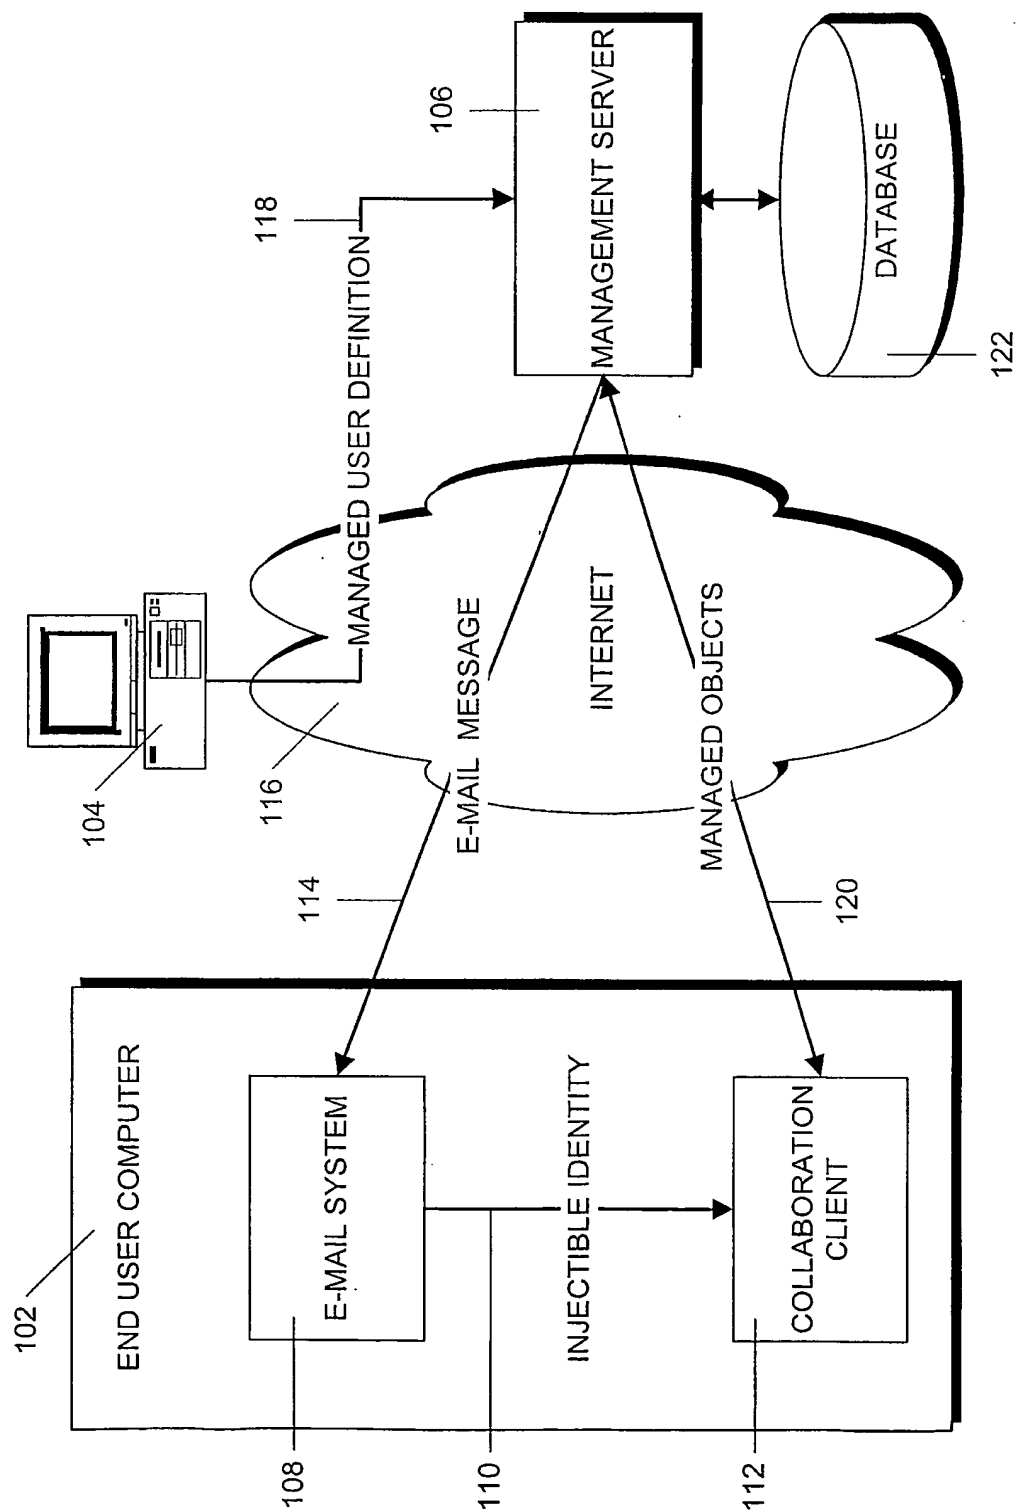 102
END USER COMPUTER
108
E-MAIL SYSTEM
110
INJECTIBLE IDENTITY
112
COLLABORATION
CLIENT
104
116
114
E-MAIL MESSAGE
INTERNET
MANAGED OBJECTS
120
MANAGED USER DEFINITION
118
106
MANAGEMENT SERVER
DATABASE
122